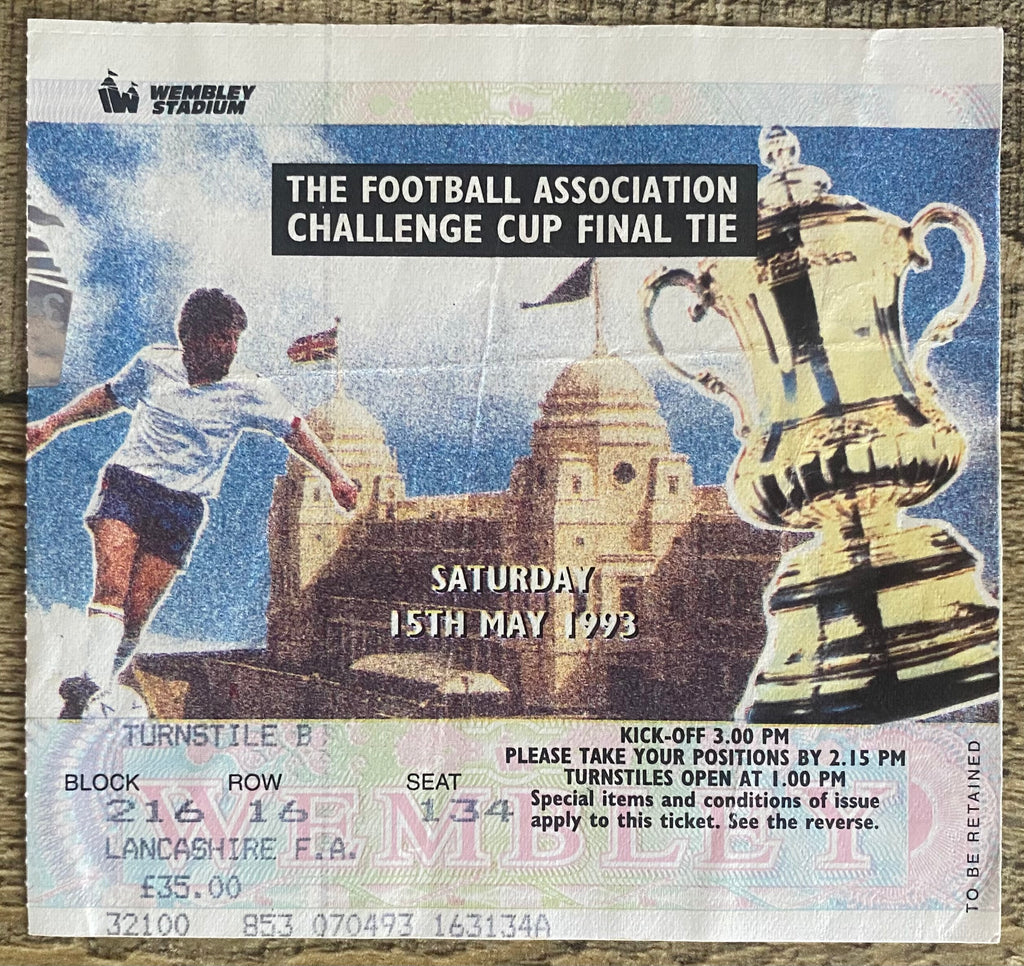 WEMBLEY
STADIUM
THE FOOTBALL ASSOCIATION
CHALLENGE CUP FINAL TIE
SATURDAY
15TH MAY 1993
TURNSTILE B
BLOCK ROW SEAT
216 16 134
LANCASHIRE F.A.
£35.00
32100 853 070493 163134A
KICK-OFF 3.00 PM
PLEASE TAKE YOUR POSITIONS BY 2.15 PM
TURNSTILES OPEN AT 1.00 PM
Special items and conditions of issue
apply to this ticket. See the reverse.
WEMBLEY
TO BE RETAINED